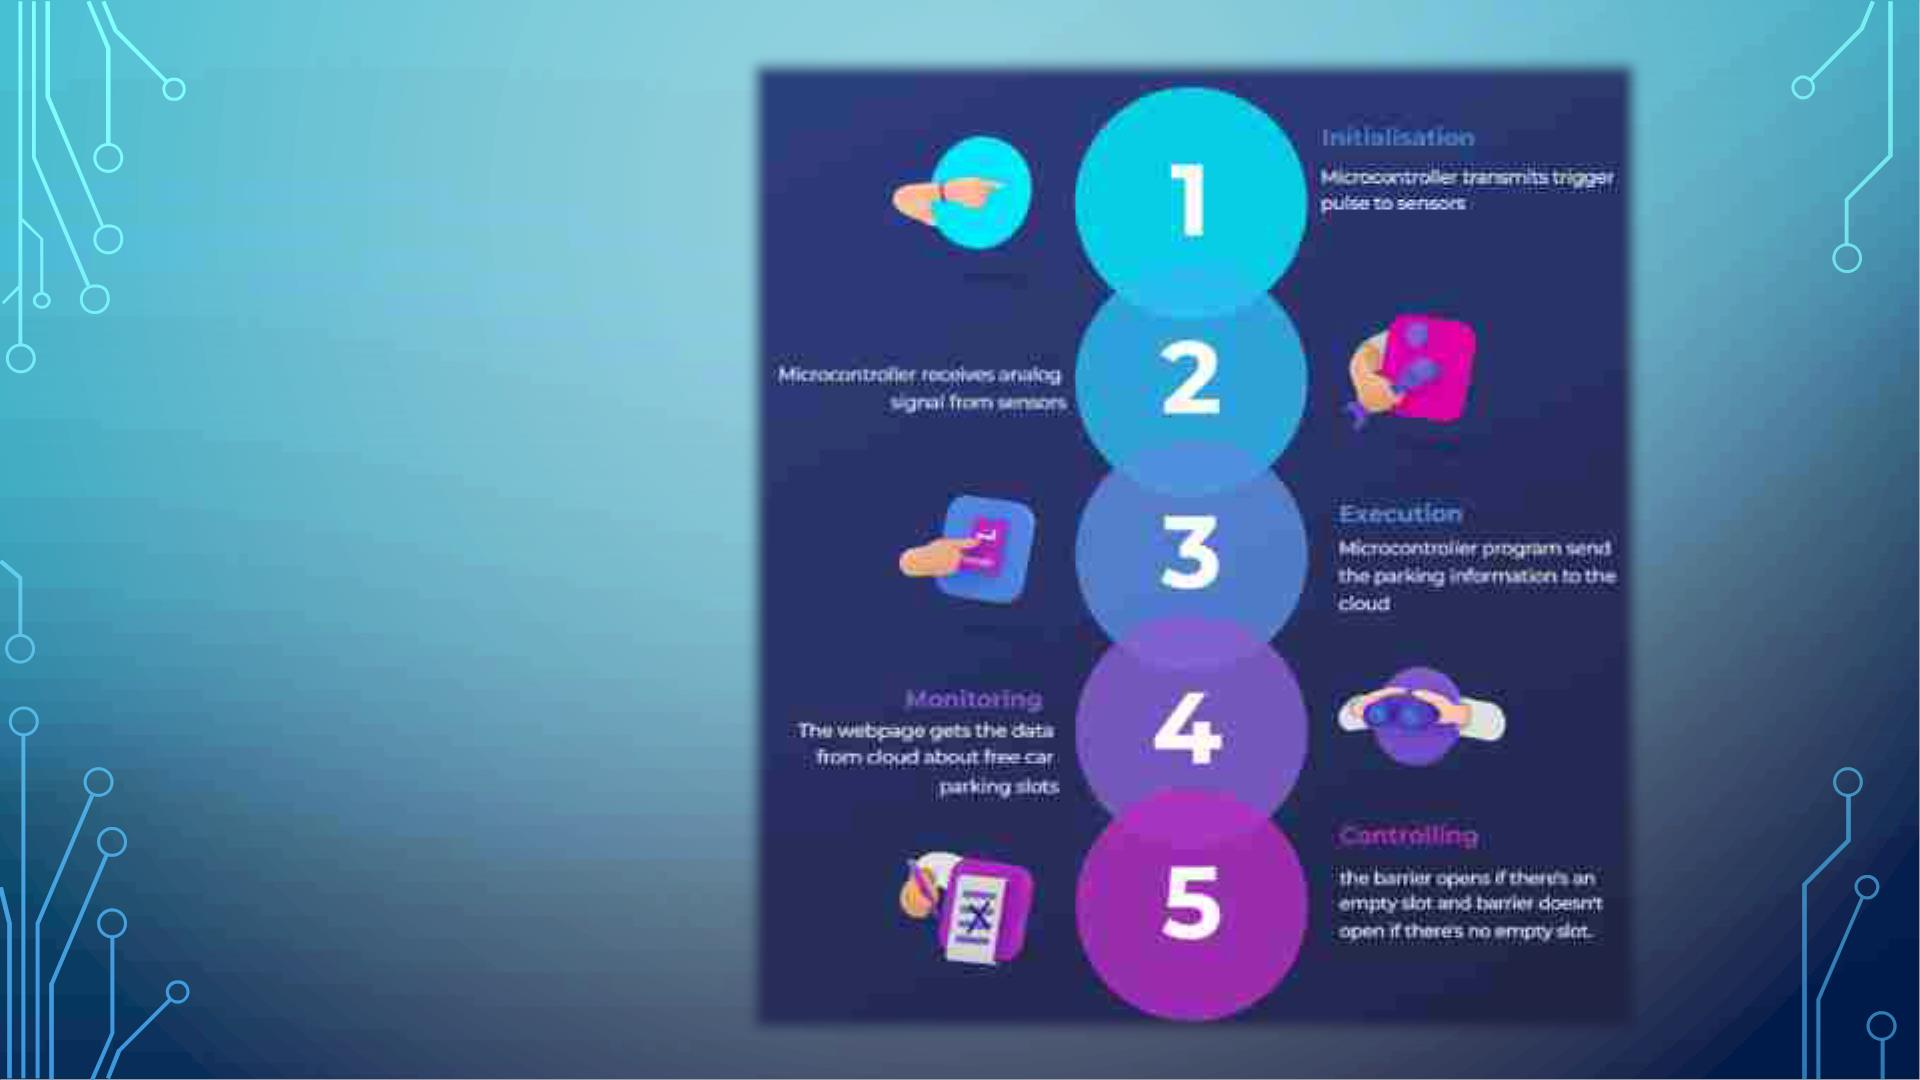 1
Initialisation
Microcontroller transmits trigger
pulse to sensors
2
Microcontroller receives analog
signal from sensors
3
Execution
Microcontroller program send
the parking information to the
cloud
4
Monitoring
The webpage gets the data
from cloud about free car
parking slots
5
Controlling
the barrier opens if there's an
empty slot and barrier doesn't
open if there's no empty slot.